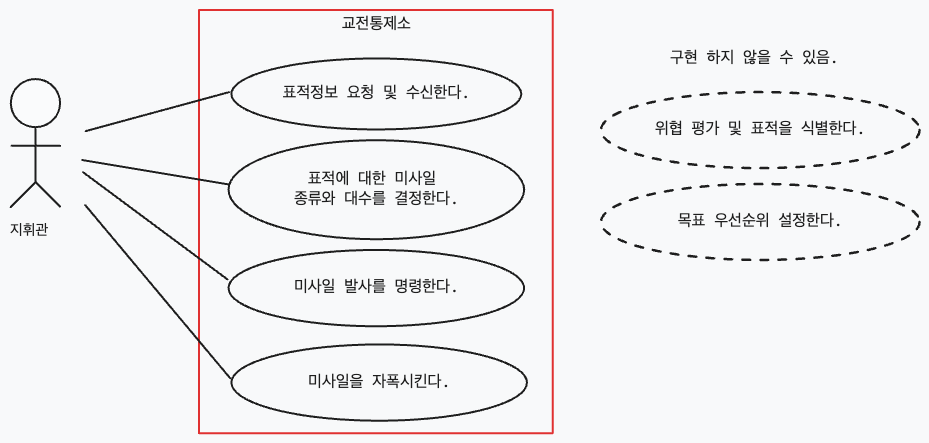 교전통제소
표적정보 요청 및 수신한다.
표적에 대한 미사일
종류와 대수를 결정한다.
미사일 발사를 명령한다.
미사일을 자폭시킨다.
지휘관
구현 하지 않을 수 있음.
위협 평가 및 표적을 식별한다.
목표 우선순위 설정한다.